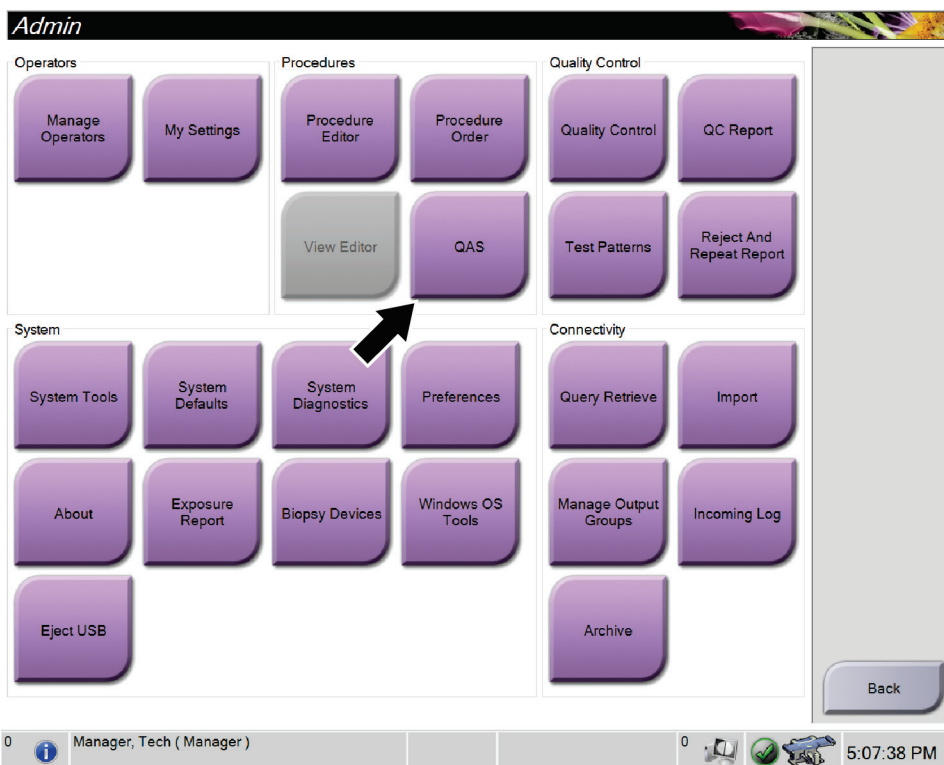 Admin
Operators
Manage
Operators
My Settings
Procedures
Procedure
Editor
Procedure
Order
View Editor
QAS
Quality Control
Quality Control
QC Report
Test Patterns
Reject And
Repeat Report
System
System Tools
System
Defaults
System
Diagnostics
Preferences
About
Exposure
Report
Biopsy Devices
Windows OS
Tools
Eject USB
Connectivity
Query Retrieve
Import
Manage Output
Groups
Incoming Log
Archive
Back
0
i
Manager, Tech ( Manager )
0
5:07:38 PM